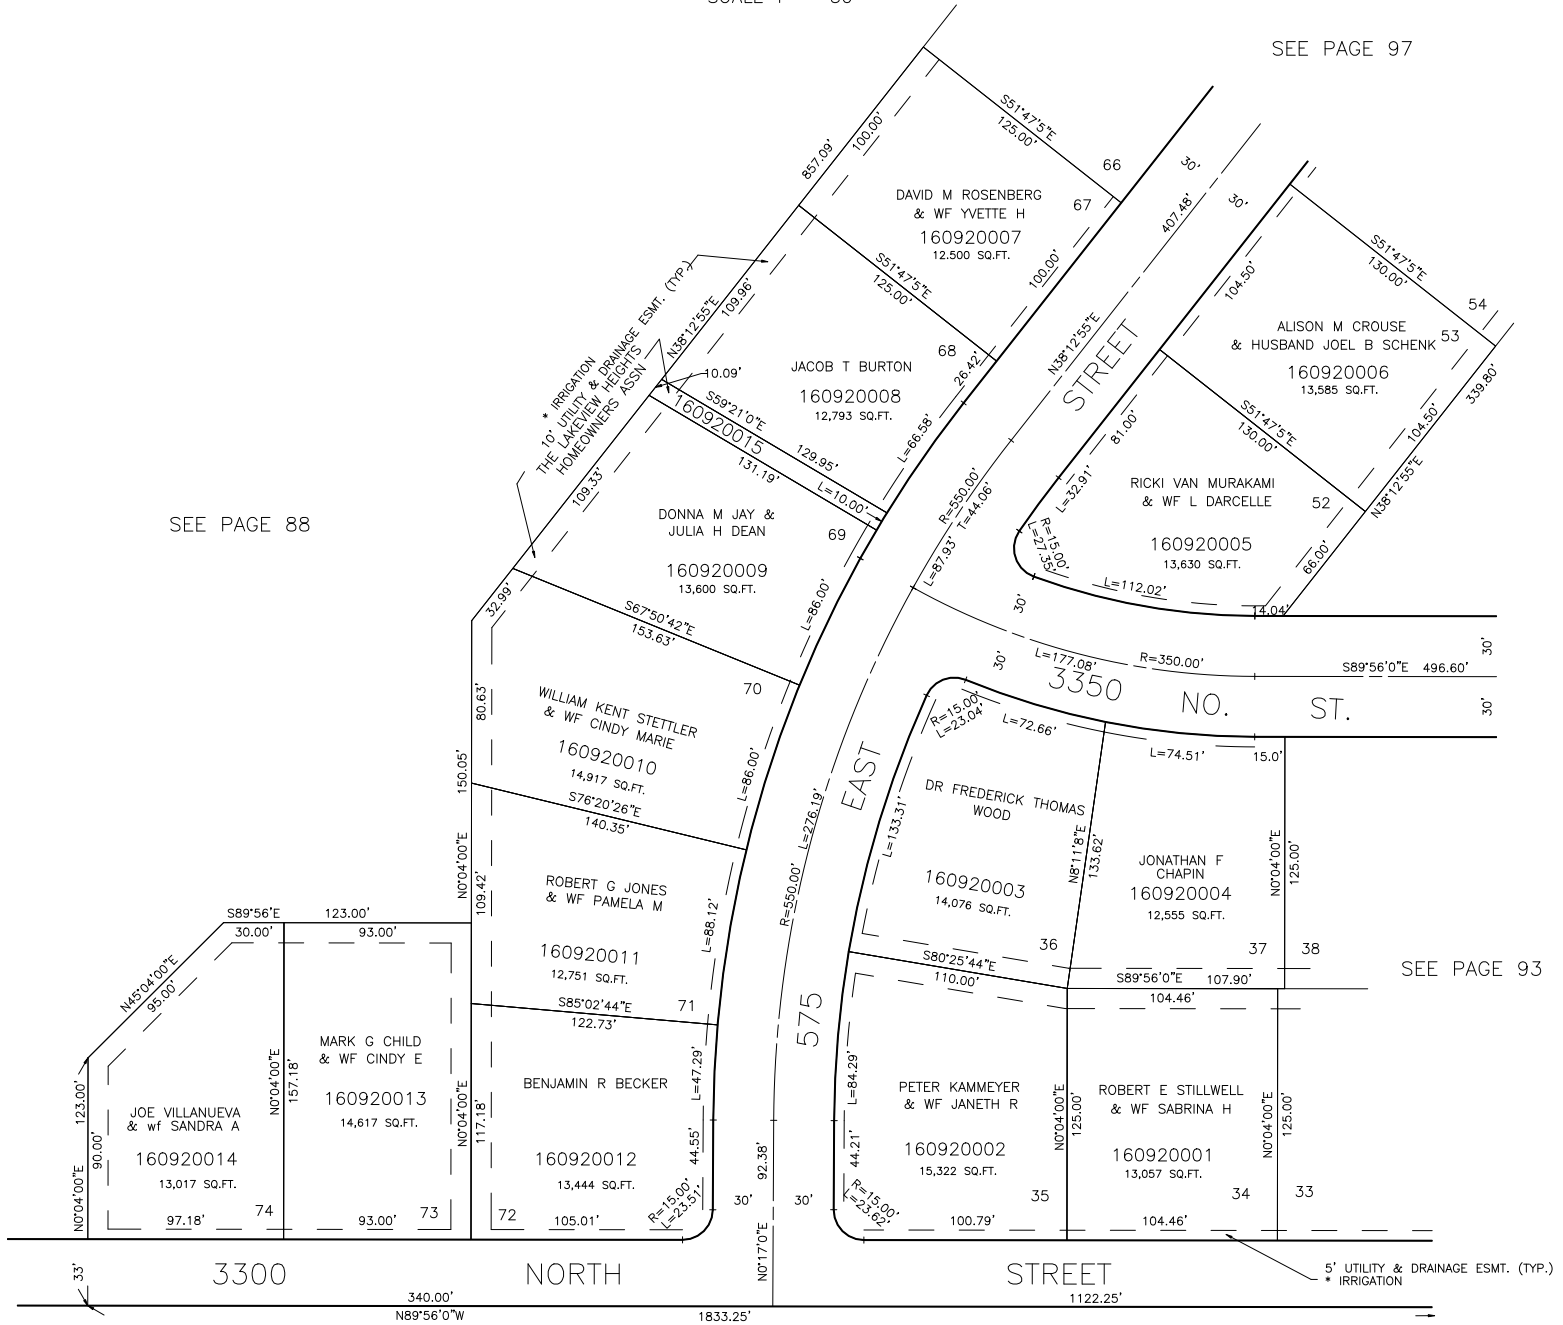 SEE PAGE 97
S51°47'5"E
125.00'
100.00'
857.09'
66
30'
30'
407.48'
DAVID M ROSENBERG
& WF YVETTE H
160920007
12.500 SQ.FT.
67
100.00'
S51°47'5"E
125.00'
109.96'
N38°12'55"E
* IRRIGATION
10' UTILITY & DRAINAGE ESMT. (TYP.)
THE LAKEVIEW HEIGHTS
HOMEOWNERS ASSN
10.09'
JACOB T BURTON
160920008
12,793 SQ.FT.
68
26.42'
L=66.58'
N38°12'55"E
STREET
104.50'
S51°47'5"E
130.00'
54
53
ALISON M CROUSE
& HUSBAND JOEL B SCHENK
160920006
13,585 SQ.FT.
339.80'
104.50'
N38°12'55"E
S51°47'5"E
130.00'
81.00'
L=32.91'
RICKI VAN MURAKAMI
& WF L DARCELLE
52
160920005
13,630 SQ.FT.
66.00'
R=15.00'
L=27.35'
L=112.02'
14.04'
S59°21'0"E
160920015
129.95'
131.19'
L=10.00'
109.33'
SEE PAGE 88
DONNA M JAY &
JULIA H DEAN
69
160920009
13,600 SQ.FT.
L=86.00'
R=550.00'
T=44.06'
L=87.93'
32.99'
S67°50'42"E
153.63'
30'
30'
L=177.08'
R=350.00'
S89°56'0"E 496.60'
30'
30'
3350 NO. ST.
70
80.63'
WILLIAM KENT STETTLER
& WF CINDY MARIE
160920010
14,917 SQ.FT.
L=86.00'
150.05'
S76°20'26"E
140.35'
R=15.00'
L=23.04'
L=72.66'
L=74.51'
15.0'
EAST
L=276.19'
R=550.00'
L=133.31'
DR FREDERICK THOMAS
WOOD
160920003
14,076 SQ.FT.
36
N8°11'8"E
133.62'
JONATHAN F
CHAPIN
160920004
12,555 SQ.FT.
37
38
N0°04'00"E
125.00'
SEE PAGE 93
N0°04'00"E
109.42'
ROBERT G JONES
& WF PAMELA M
160920011
12,751 SQ.FT.
71
L=88.12'
S85°02'44"E
122.73'
S80°25'44"E
110.00'
S89°56'0"E 107.90'
104.46'
S89°56'E 123.00'
30.00'
93.00'
N45°04'00"E
95.00'
575
N0°04'00"E
157.18'
MARK G CHILD
& WF CINDY E
160920013
14,617 SQ.FT.
BENJAMIN R BECKER
160920012
13,444 SQ.FT.
L=47.29'
44.55'
N0°04'00"E
117.18'
123.00'
90.00'
N0°04'00"E
JOE VILLANUEVA
& wf SANDRA A
160920014
13,017 SQ.FT.
L=84.29'
44.21'
PETER KAMMEYER
& WF JANETH R
160920002
15,322 SQ.FT.
35
N0°04'00"E
125.00'
ROBERT E STILLWELL
& WF SABRINA H
160920001
13,057 SQ.FT.
34
N0°04'00"E
125.00'
33
92.38'
30'
30'
N0°17'0"E
97.18'
74
93.00'
73
72
105.01'
R=15.00'
L=23.51'
R=15.00'
L=23.62'
100.79'
104.46'
33'
3300 NORTH STREET
5' UTILITY & DRAINAGE ESMT. (TYP.)
* IRRIGATION
340.00'
1122.25'
N89°56'0"W
1833.25'